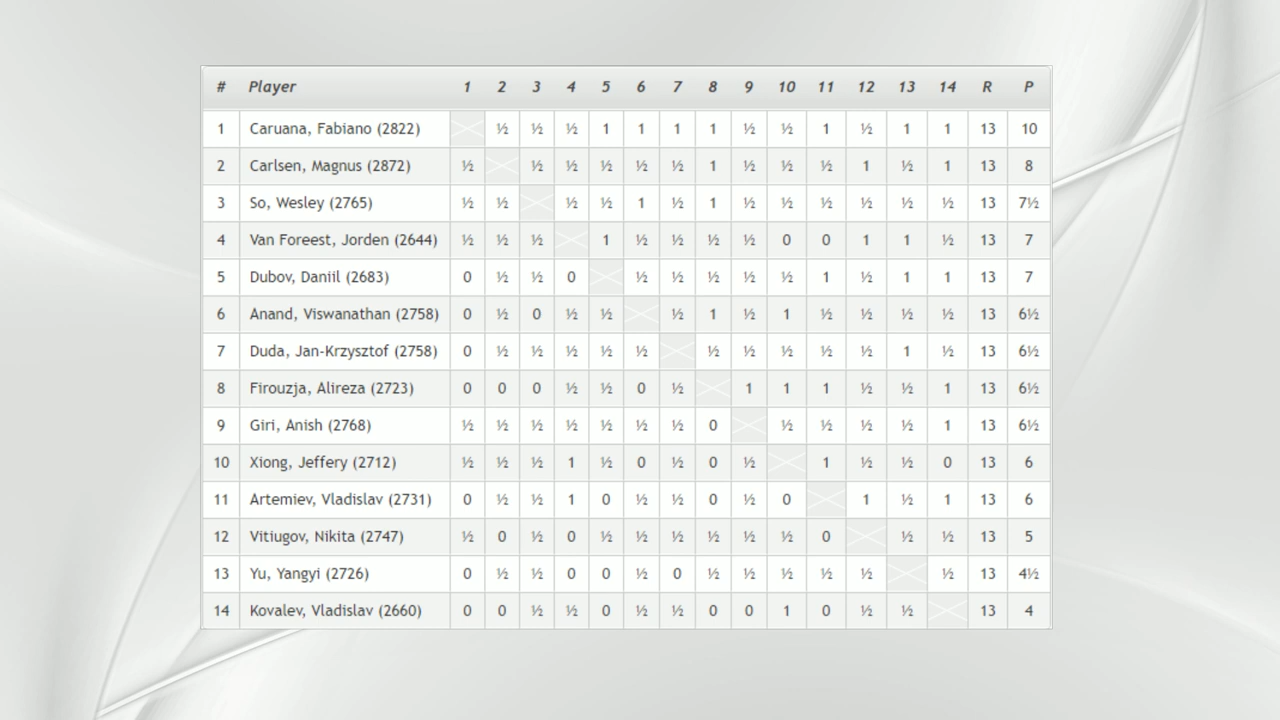 # Player 1 2 3 4 5 6 7 8 9 10 11 12 13 14 R P
1 Caruana, Fabiano (2822) ½ ½ ½ 1 1 1 1 ½ ½ 1 ½ 1 1 13 10
2 Carlsen, Magnus (2872) ½ ½ ½ ½ ½ ½ 1 ½ ½ ½ 1 ½ 1 13 8
3 So, Wesley (2765) ½ ½ ½ ½ 1 ½ 1 ½ ½ ½ ½ ½ ½ 13 7½
4 Van Foreest, Jorden (2644) ½ ½ ½ 1 ½ ½ ½ ½ 0 0 1 1 ½ 13 7
5 Dubov, Daniil (2683) 0 ½ ½ 0 ½ ½ ½ ½ ½ 1 ½ 1 1 13 7
6 Anand, Viswanathan (2758) 0 ½ 0 ½ ½ ½ 1 ½ 1 ½ ½ ½ ½ 13 6½
7 Duda, Jan-Krzysztof (2758) 0 ½ ½ ½ ½ ½ ½ ½ ½ ½ ½ 1 ½ 13 6½
8 Firouzja, Alireza (2723) 0 0 0 ½ ½ 0 ½ 1 1 1 ½ ½ 1 13 6½
9 Giri, Anish (2768) ½ ½ ½ ½ ½ ½ ½ 0 ½ ½ ½ ½ 1 13 6½
10 Xiong, Jeffery (2712) ½ ½ ½ 1 ½ 0 ½ 0 ½ 1 ½ ½ 0 13 6
11 Artemiev, Vladislav (2731) 0 ½ ½ 1 0 ½ ½ 0 ½ 0 1 ½ 1 13 6
12 Vitiugov, Nikita (2747) ½ 0 ½ 0 ½ ½ ½ ½ ½ ½ 0 ½ ½ 13 5
13 Yu, Yangyi (2726) 0 ½ ½ 0 0 ½ 0 ½ ½ ½ ½ ½ ½ 13 4½
14 Kovalev, Vladislav (2660) 0 0 ½ ½ 0 ½ ½ 0 0 1 0 ½ ½ 13 4